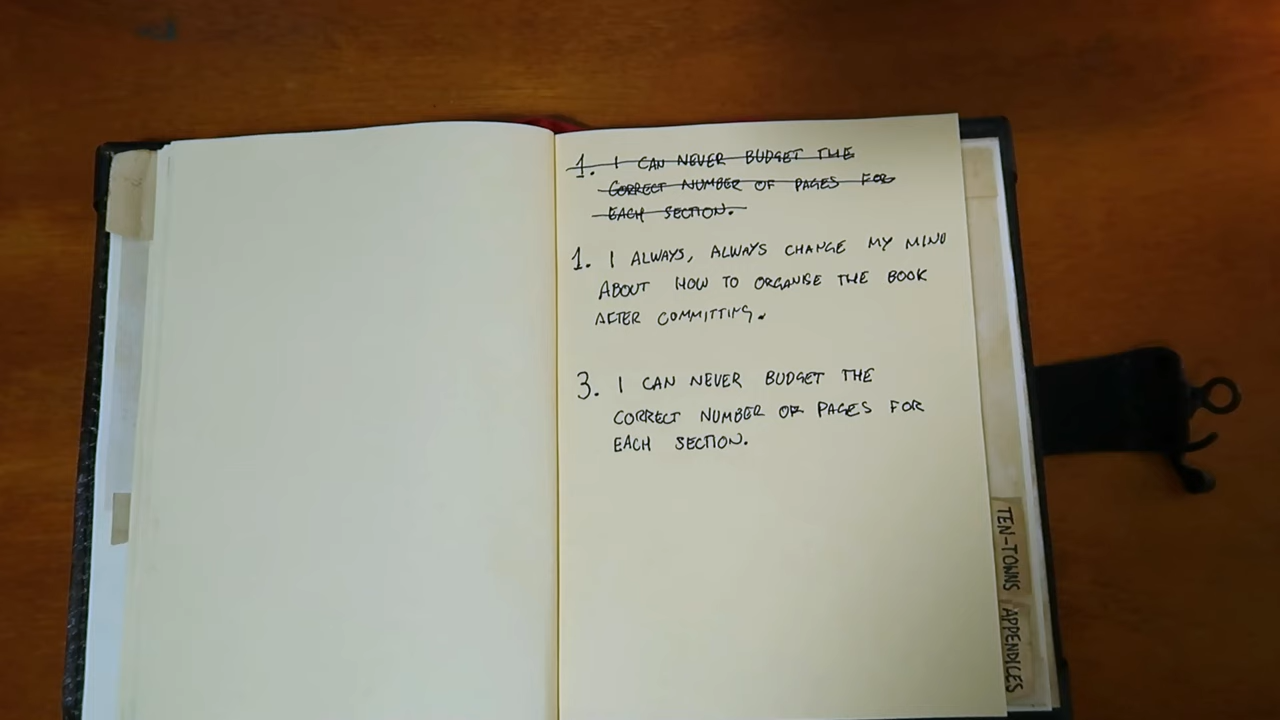 1. I CAN NEVER BUDGET THE
CORRECT NUMBER OF PAGES FOR
EACH SECTION.
1. I ALWAYS, ALWAYS CHANGE MY MIND
ABOUT HOW TO ORGANISE THE BOOK
AFTER COMMITTING.
3. I CAN NEVER BUDGET THE
CORRECT NUMBER OF PAGES FOR
EACH SECTION.
TEN-TOWNS APPENDICES